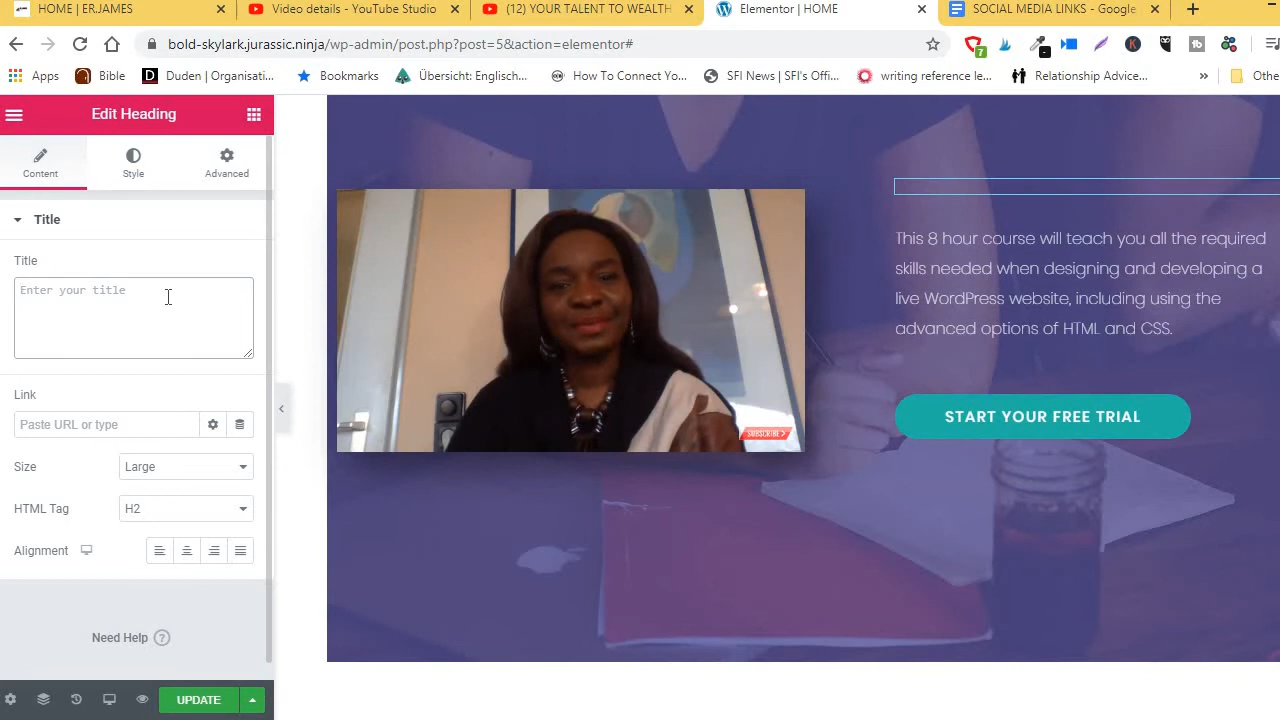 HOME | ERJAMES
Video details - YouTube Studio
(12) YOUR TALENT TO WEALTH
Elementor | HOME
SOCIAL MEDIA LINKS - Google
bold-skylark.jurassic.ninja/wp-admin/post.php?post=5&action=elementor#
7
K
tb
Apps
Bible
D
Duden | Organisati...
Bookmarks
Übersicht: Englisch...
How To Connect You...
SFI News | SFI's Offi...
writing reference le...
Relationship Advice...
»
Othe
Edit Heading
Content
Style
Advanced
Title
Title
Enter your title
Link
Paste URL or type
Size
Large
HTML Tag
H2
Alignment
Need Help ?
UPDATE
SUBSCRIBE
This 8 hour course will teach you all the required
skills needed when designing and developing a
live WordPress website, including using the
advanced options of HTML and CSS.
START YOUR FREE TRIAL